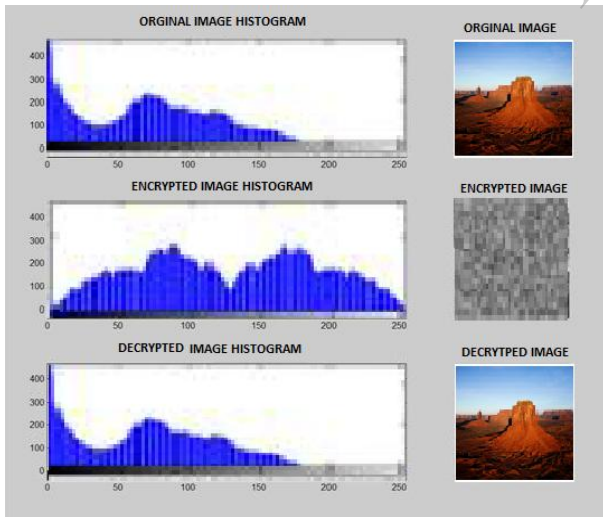 ORGINAL IMAGE HISTOGRAM
ORGINAL IMAGE
400
300
200
100
0
0 50 100 150 200 250
ENCRYPTED IMAGE HISTOGRAM
ENCRYPTED IMAGE
400
300
200
100
0
0 50 100 150 200 250
DECRYPTED IMAGE HISTOGRAM
DECRYTPED IMAGE
400
300
200
100
0
0 50 100 150 200 250